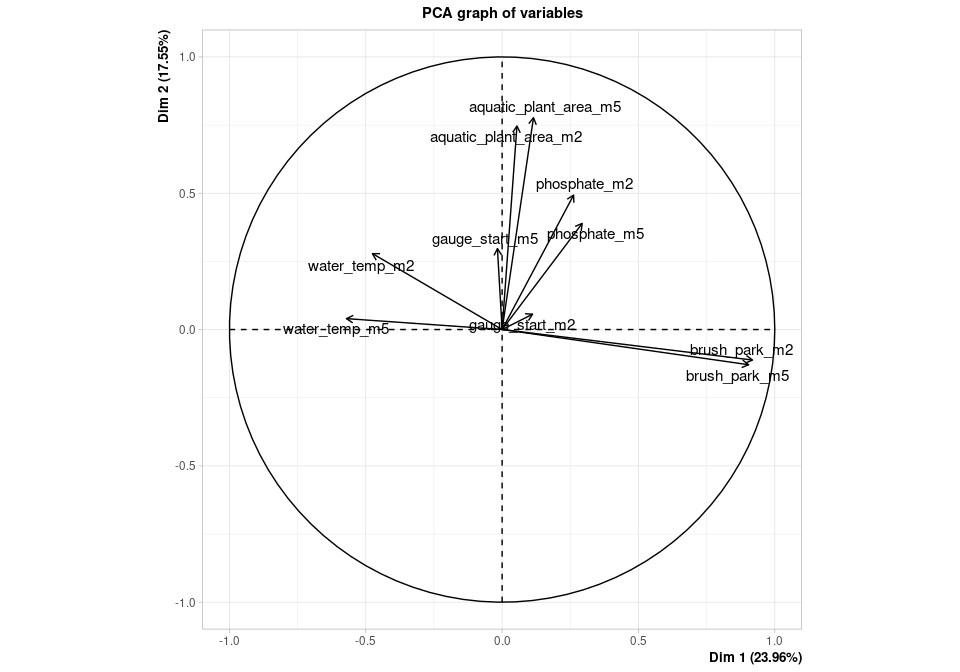 PCA graph of variables
Dim 2 (17.55%)
1.0
0.5
0.0
-0.5
-1.0
aquatic_plant_area_m5
aquatic_plant_area_m2
phosphate_m2
phosphate_m5
gauge_start_m5
water_temp_m2
gauge_start_m2
water_temp_m5
brush_park_m2
brush_park_m5
-1.0
-0.5
0.0
0.5
1.0
Dim 1 (23.96%)